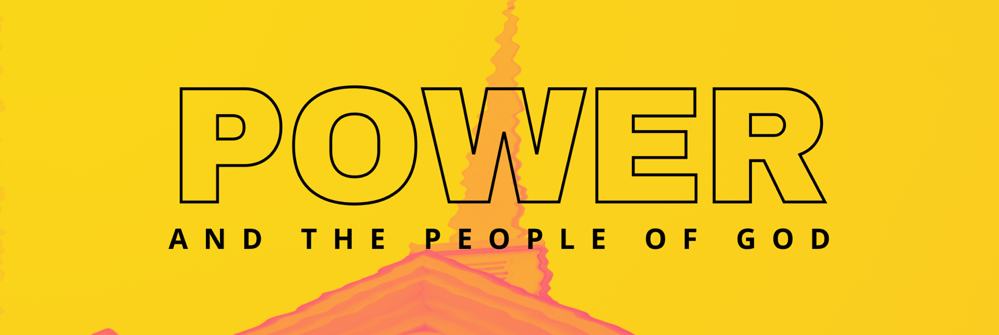 POWER
AND THE PEOPLE OF GOD